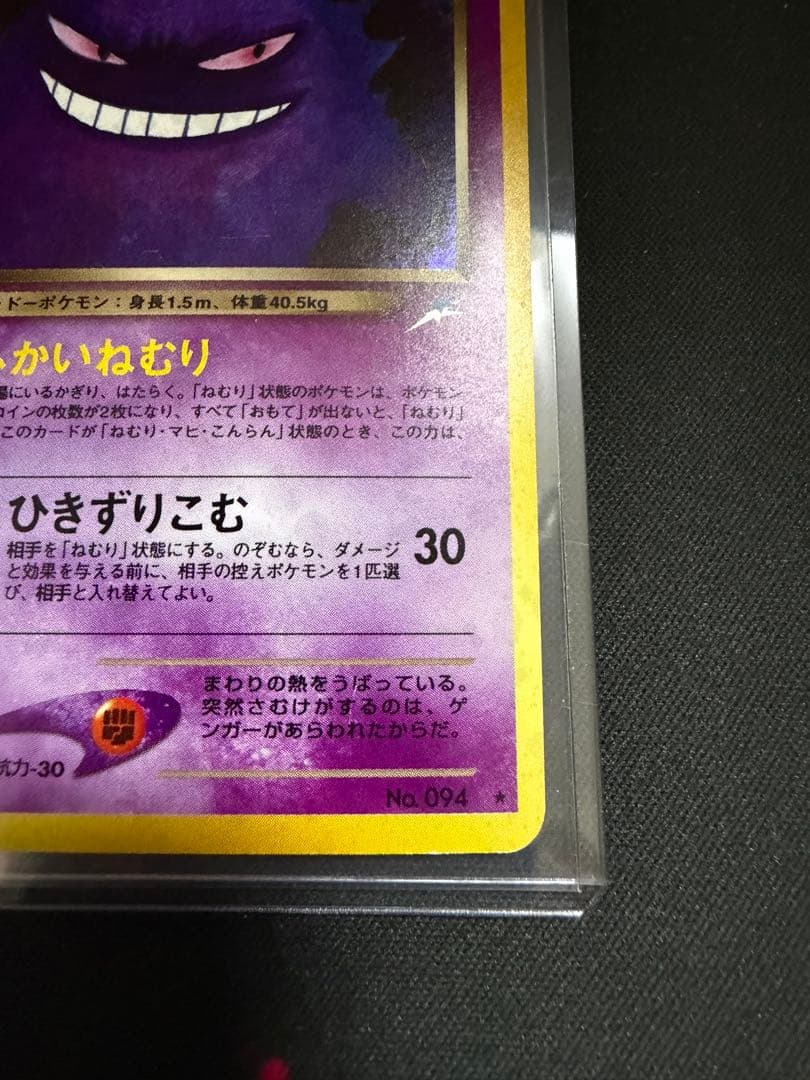 ドーポケモン：身長1.5m、体重40.5kg
かいねむり
場にいるかぎり、はたらく。「ねむり」状態のポケモンは、ポケモン
コインの枚数が2枚になり、すべて「おもて」が出ないと、「ねむり」
このカードが「ねむり・マヒ・こんらん」状態のとき、この力は、
ひきずりこむ
30
相手を「ねむり」状態にする。のぞむなら、ダメージ
と効果を与える前に、相手の控えポケモンを1匹選
び、相手と入れ替えてよい。
まわりの熱をうばっている。
突然さむけがするのは、ゲ
ンガーがあらわれたからだ。
抗力-30
No. 094 ★